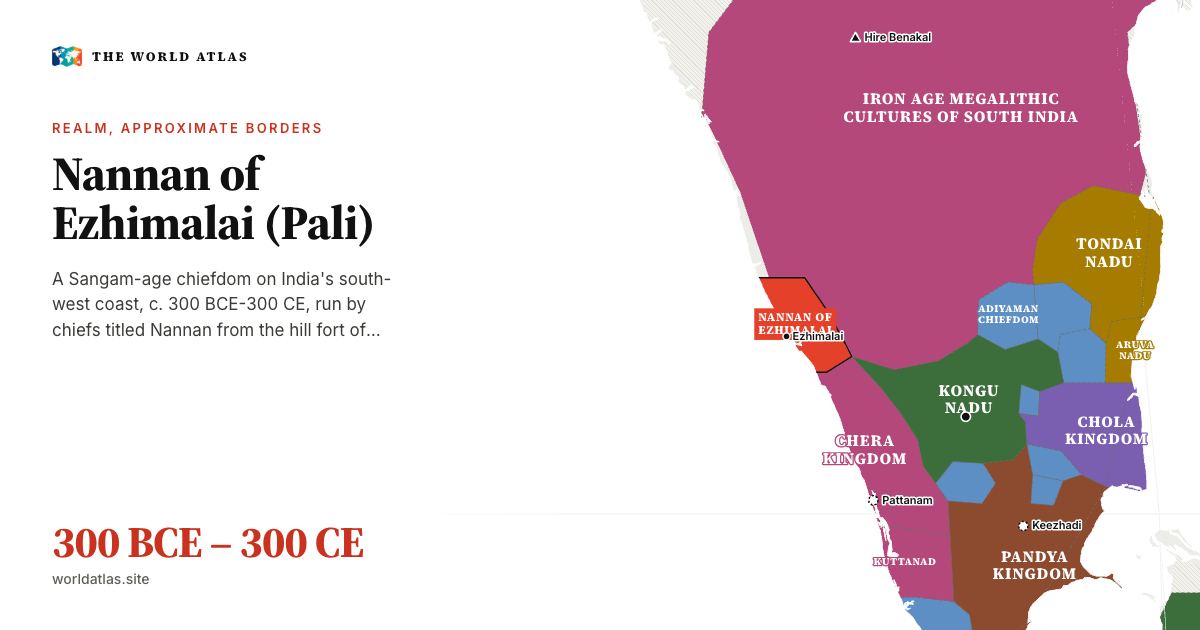 THE WORLD ATLAS
REALM, APPROXIMATE BORDERS
Nannan of
Ezhimalai (Pali)
A Sangam-age chiefdom on India's south-
west coast, c. 300 BCE-300 CE, run by
chiefs titled Nannan from the hill fort of...
300 BCE – 300 CE
worldatlas.site
Hire Benakal
IRON AGE MEGALITHIC
CULTURES OF SOUTH INDIA
TONDAI
NADU
ADIYAMAN
CHIEFDOM
NANNAN OF
EZHIMALAI
Ezhimalai
ARUVA
NADU
KONGU
NADU
CHOLA
KINGDOM
CHERA
KINGDOM
Pattanam
Keezhadi
KUTTANAD
PANDYA
KINGDOM